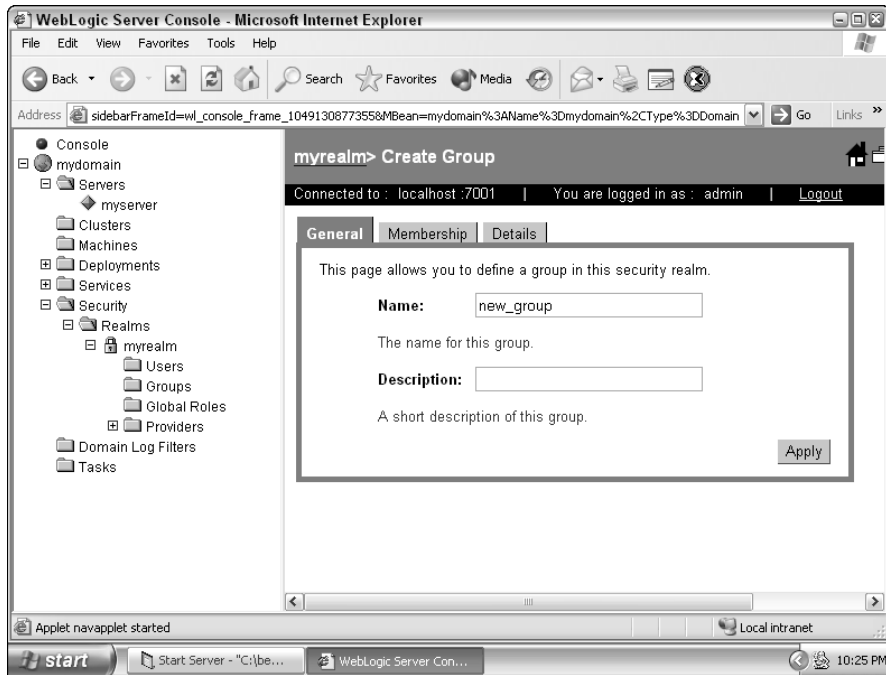 WebLogic Server Console - Microsoft Internet Explorer
File Edit View Favorites Tools Help
Back Search Favorites Media
Address sidebarFrameId=wl_console_frame_1049130877355&MBean=mydomain%3AName%3Dmydomain%2CType%3DDomain Go Links »
Console
mydomain
Servers
myserver
Clusters
Machines
Deployments
Services
Security
Realms
myrealm
Users
Groups
Global Roles
Providers
Domain Log Filters
Tasks
myrealm> Create Group
Connected to : localhost :7001 | You are logged in as : admin | Logout
General Membership Details
This page allows you to define a group in this security realm.
Name: new_group
The name for this group.
Description:
A short description of this group.
Apply
Applet navapplet started Local intranet
start Start Server - "C:\be... WebLogic Server Con... 10:25 PM